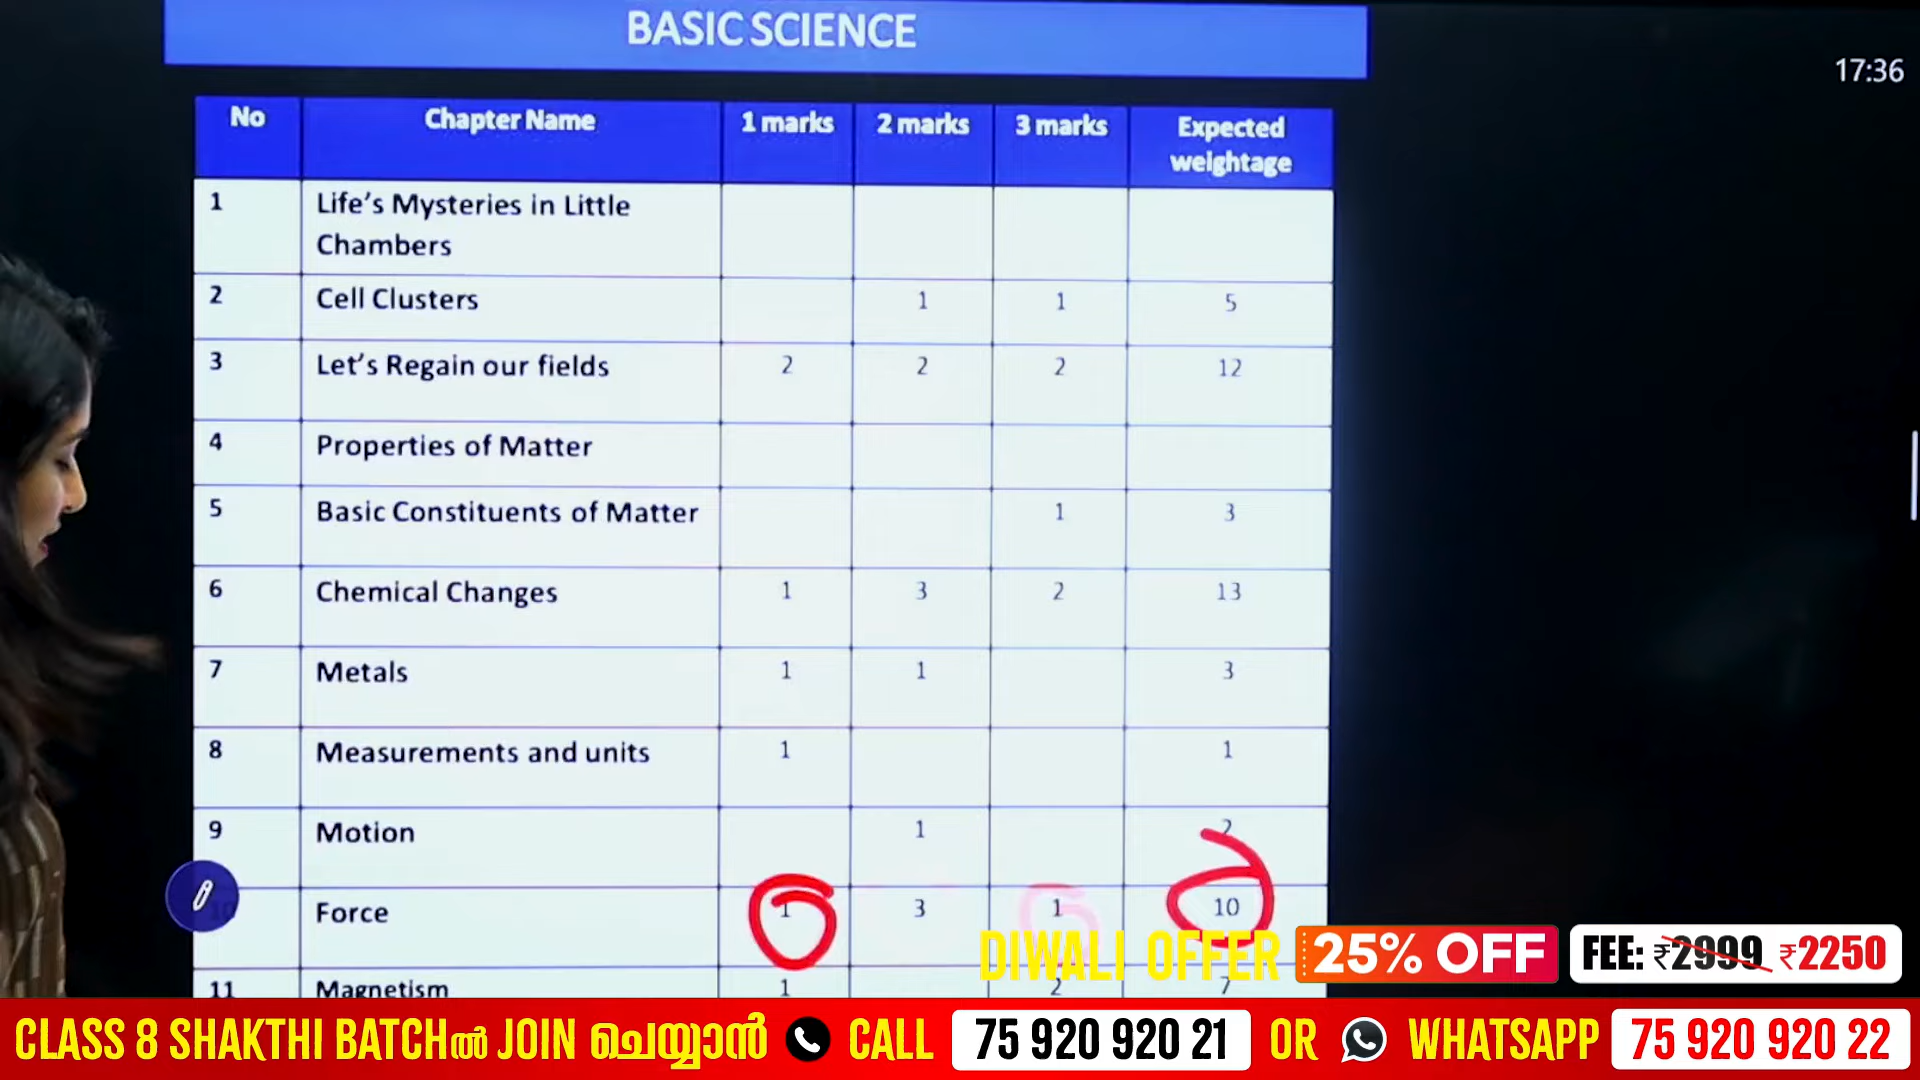 BASIC SCIENCE
17:36
No Chapter Name 1 marks 2 marks 3 marks Expected weightage
1 Life's Mysteries in Little Chambers
2 Cell Clusters 1 1 5
3 Let's Regain our fields 2 2 2 12
4 Properties of Matter
5 Basic Constituents of Matter 1 3
6 Chemical Changes 1 3 2 13
7 Metals 1 1 3
8 Measurements and units 1 1
9 Motion 1 2
10 Force 1 3 1 10
11 Magnetism 1 2 7
DIWALI OFFER 25% OFF FEE: ₹2999 ₹2250
CLASS 8 SHAKTHI BATCHൽ JOIN ചെയ്യാൻ CALL 75 920 920 21 OR WHATSAPP 75 920 920 22